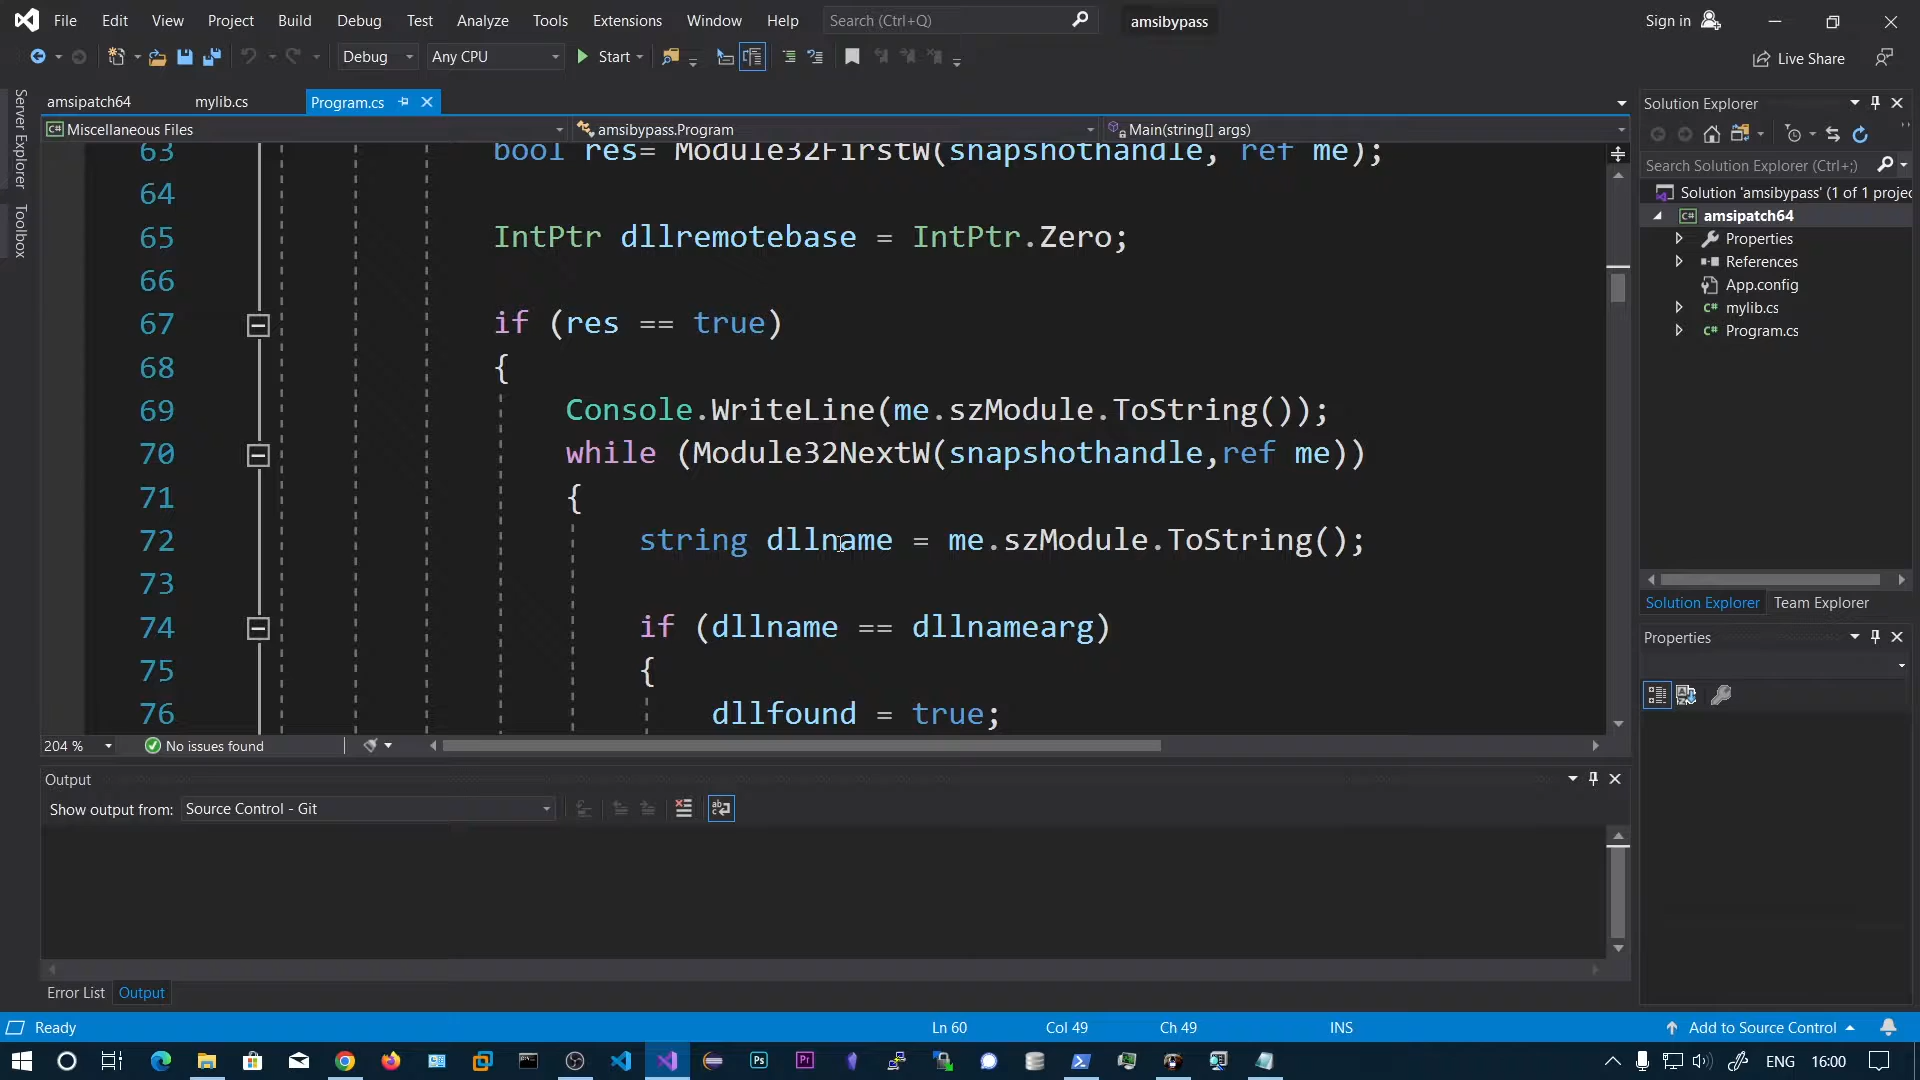 File Edit View Project Build Debug Test Analyze Tools Extensions Window Help Search (Ctrl+Q) amsibypass Sign in
Debug Any CPU Start Live Share
amsipatch64 mylib.cs Program.cs
Miscellaneous Files amsibypass.Program Main(string[] args)
63 bool res= Module32FirstW(snapshothandle, ref me);
64
65 IntPtr dllremotebase = IntPtr.Zero;
66
67 if (res == true)
68 {
69 Console.WriteLine(me.szModule.ToString());
70 while (Module32NextW(snapshothandle,ref me))
71 {
72 string dllname = me.szModule.ToString();
73
74 if (dllname == dllnamearg)
75 {
76 dllfound = true;
204 % No issues found
Server Explorer
Toolbox
Output
Show output from: Source Control - Git
Error List Output
Solution Explorer
Search Solution Explorer (Ctrl+;)
Solution 'amsibypass' (1 of 1 projec
amsipatch64
Properties
References
App.config
mylib.cs
Program.cs
Solution Explorer Team Explorer
Properties
Ready Ln 60 Col 49 Ch 49 INS Add to Source Control
ENG 16:00